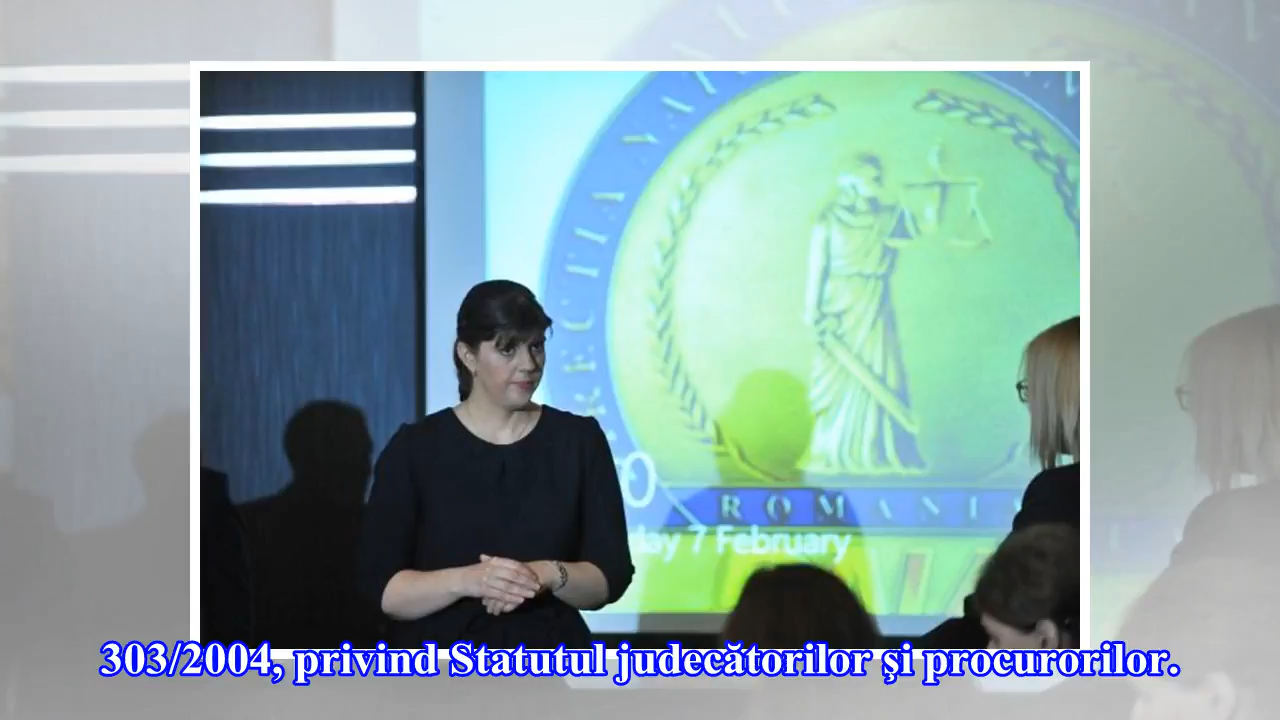 ROMANIA
7 February
303/2004, privind Statutul judecătorilor şi procurorilor.